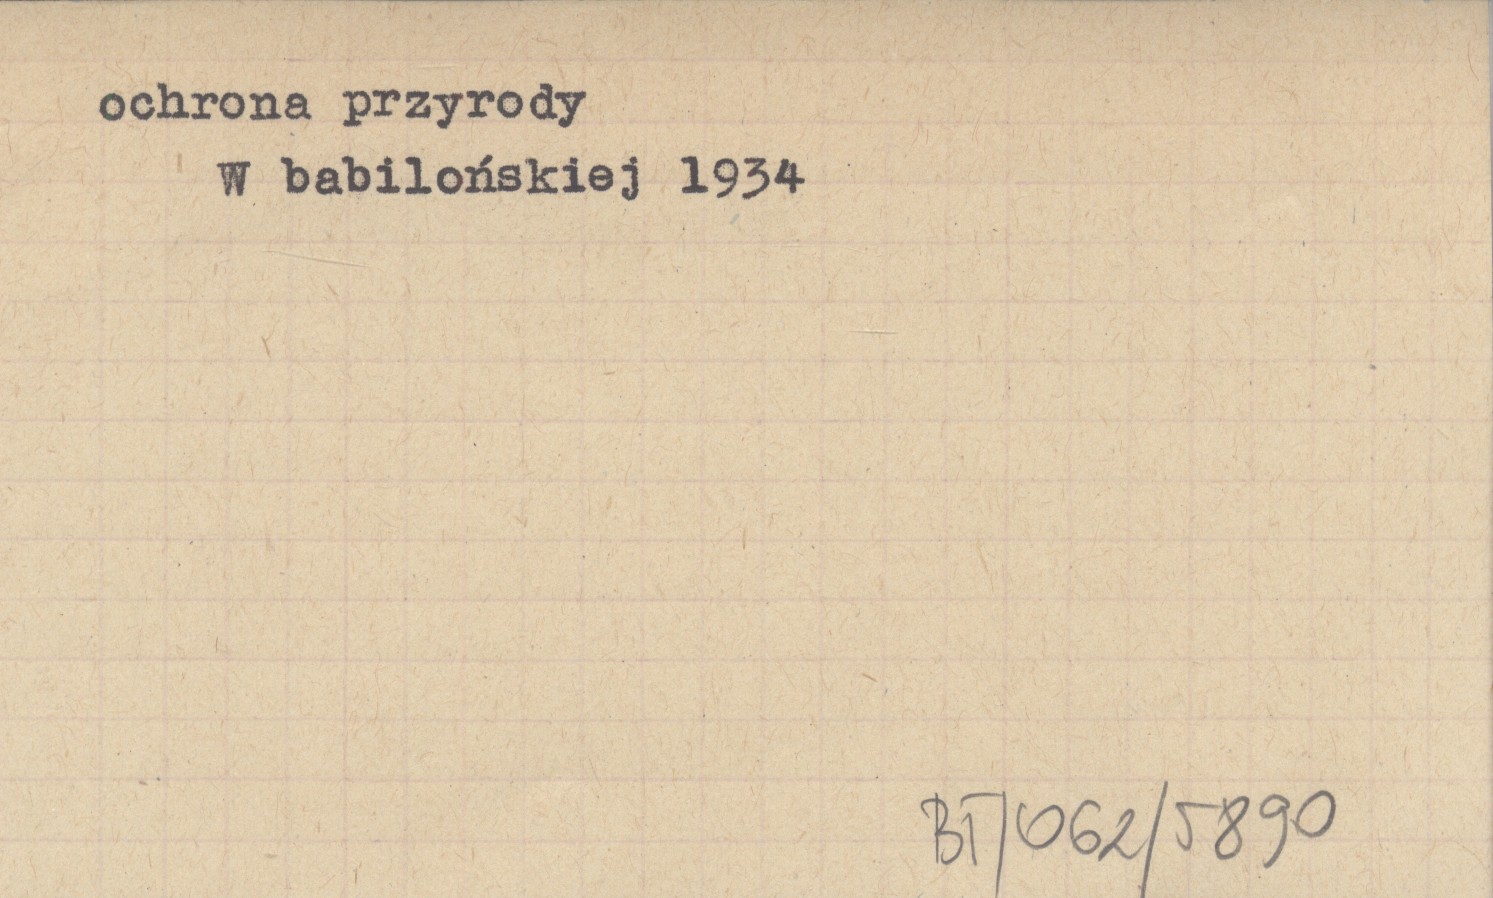 ochrona przyrody
W babilońskiej 1934
BT/062/5890